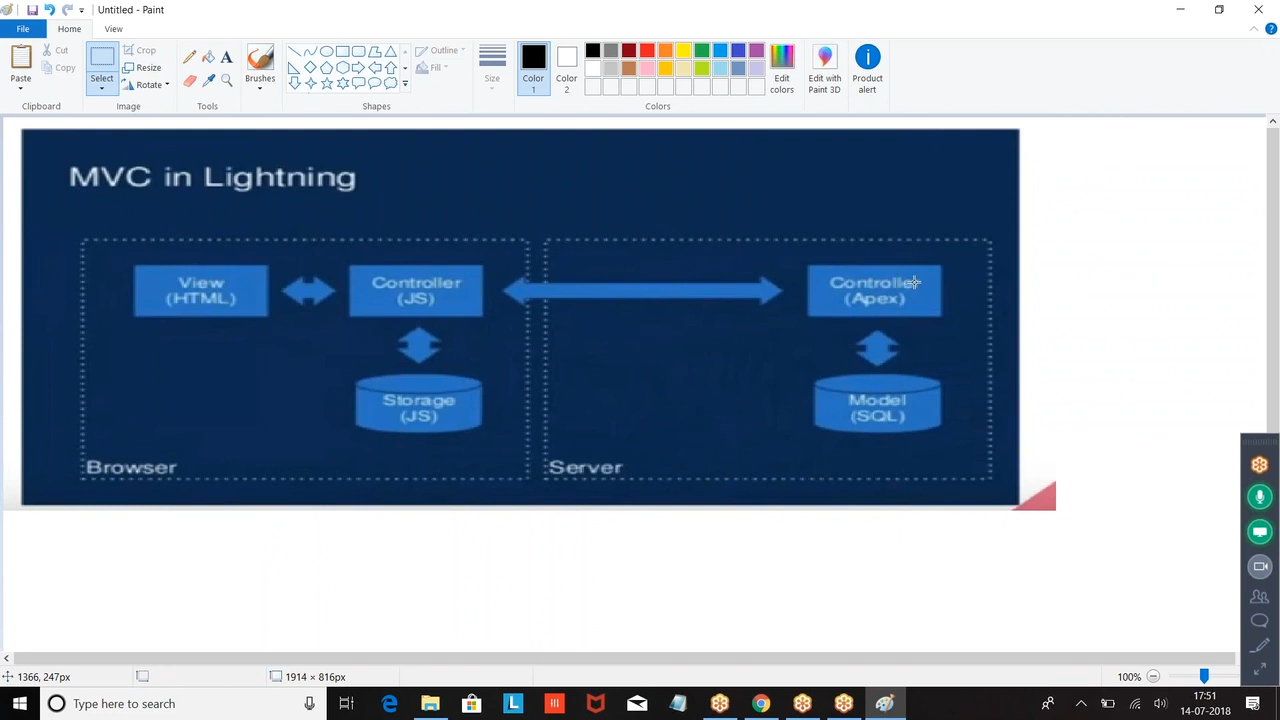 Untitled - Paint
File
Home
View
Paste
Cut
Copy
Clipboard
Select
Crop
Resize
Rotate
Image
Tools
Brushes
Shapes
Outline
Fill
Size
Color
1
Color
2
Colors
Edit
colors
Edit with
Paint 3D
Product
alert
MVC in Lightning
View
(HTML)
Controller
(JS)
Controller
(Apex)
Storage
(JS)
Model
(SQL)
Browser
Server
1366, 247px
1914 × 816px
100%
Type here to search
17:51
14-07-2018